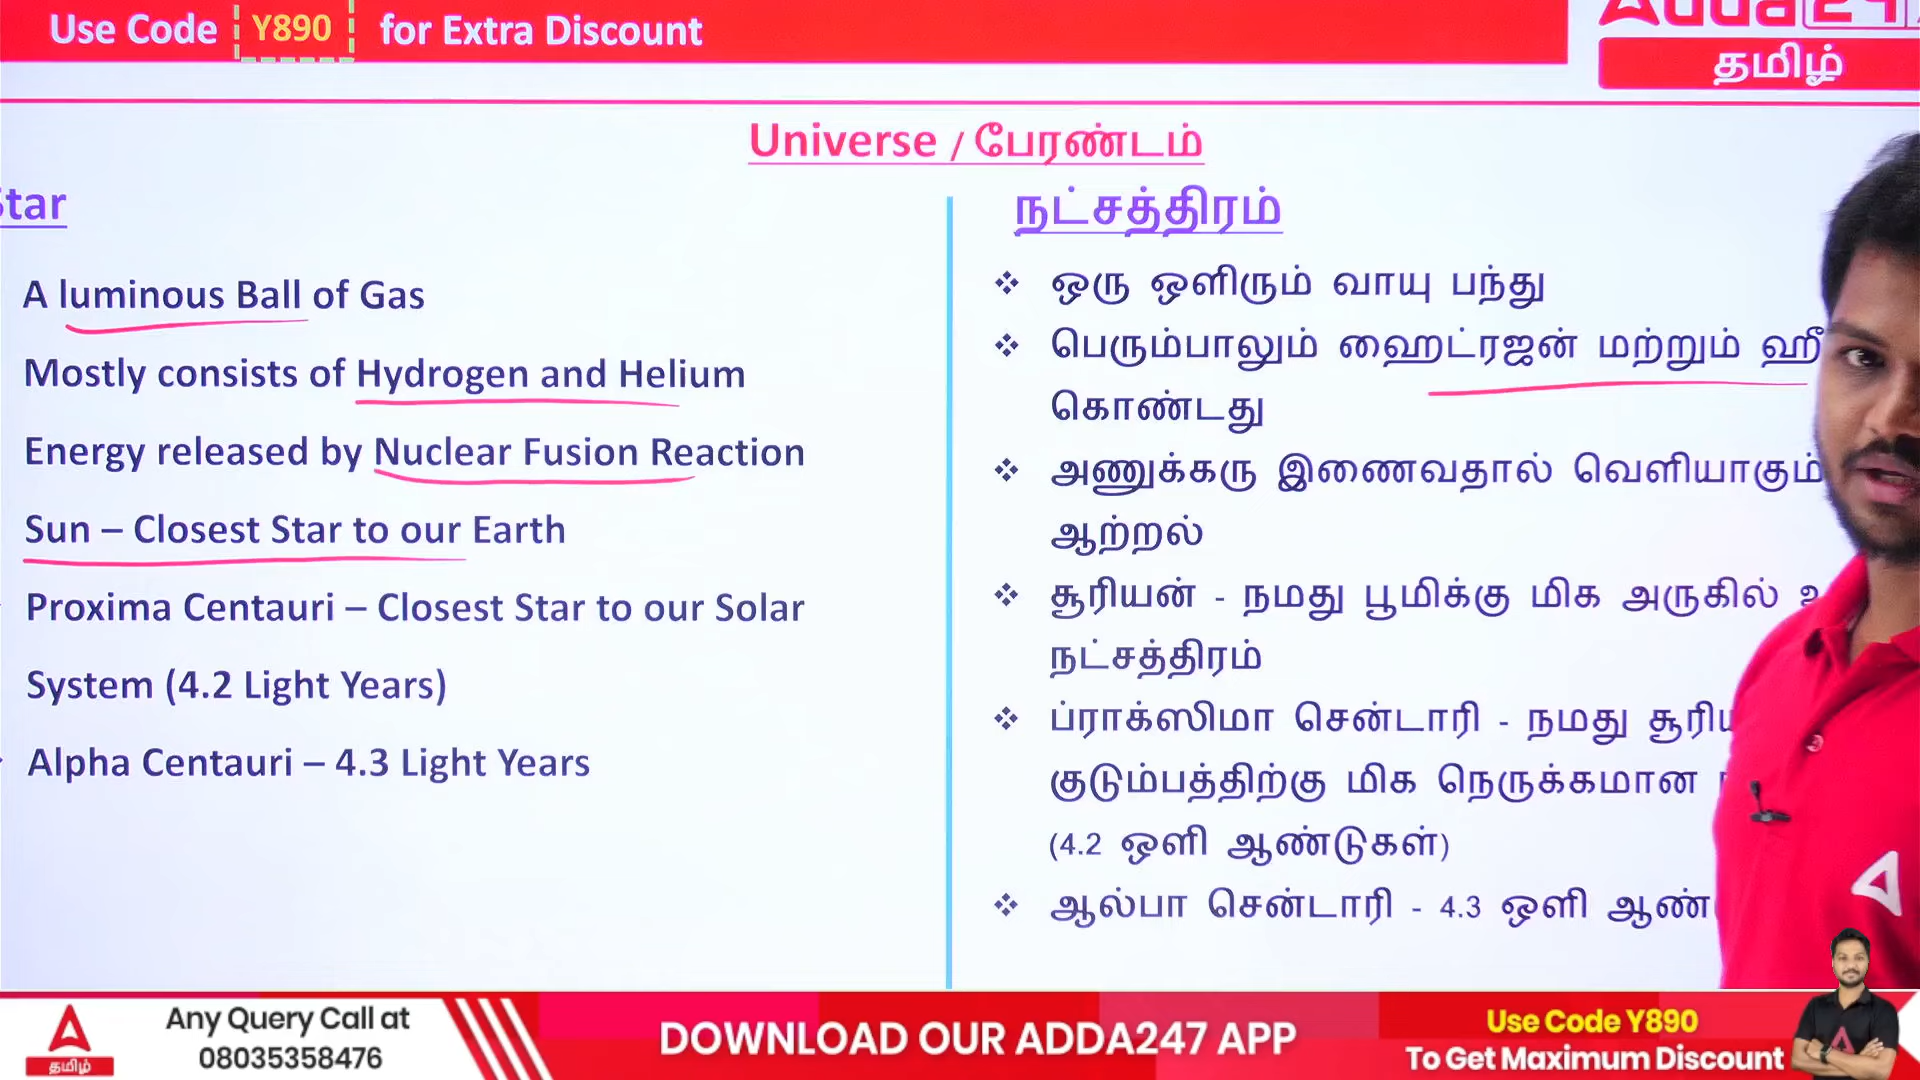 Use Code Y890 for Extra Discount
Adda247
தமிழ்
Universe / பேரண்டம்
Star
A luminous Ball of Gas
Mostly consists of Hydrogen and Helium
Energy released by Nuclear Fusion Reaction
Sun – Closest Star to our Earth
Proxima Centauri – Closest Star to our Solar
System (4.2 Light Years)
Alpha Centauri – 4.3 Light Years
நட்சத்திரம்
❖ ஒரு ஒளிரும் வாயு பந்து
❖ பெரும்பாலும் ஹைட்ரஜன் மற்றும்
கொண்டது
❖ அணுக்கரு இணைவதால் வெளியாகும்
ஆற்றல்
❖ சூரியன் - நமது பூமிக்கு மிக அருகில்
நட்சத்திரம்
❖ ப்ராக்ஸிமா சென்டாரி - நமது
குடும்பத்திற்கு மிக நெருக்கமான
(4.2 ஒளி ஆண்டுகள்)
❖ ஆல்பா சென்டாரி - 4.3 ஒளி
தமிழ்
Any Query Call at
08035358476
DOWNLOAD OUR ADDA247 APP
Use Code Y890
To Get Maximum Discount